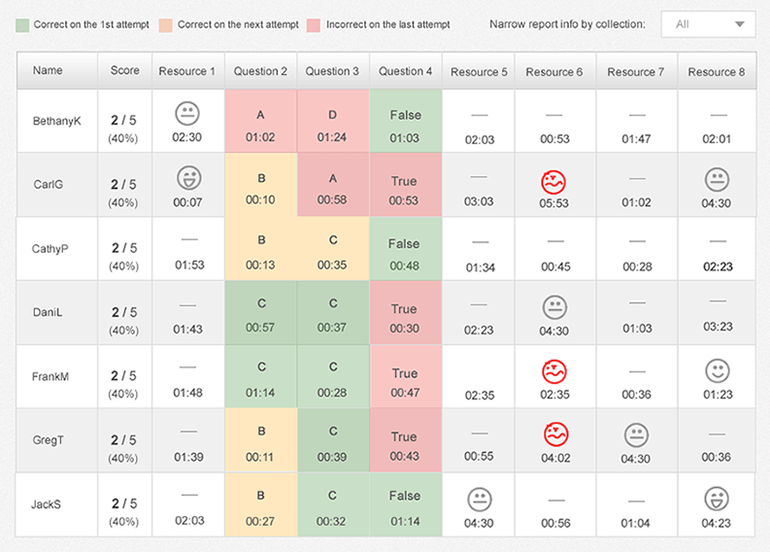 Correct on the 1st attempt Correct on the next attempt Incorrect on the last attempt Narrow report info by collection: All
Name Score Resource 1 Question 2 Question 3 Question 4 Resource 5 Resource 6 Resource 7 Resource 8
BethanyK 2 / 5 (40%) 02:30 A 01:02 D 01:24 False 01:03 — 02:03 — 00:53 — 01:47 — 02:01
CarlG 2 / 5 (40%) 00:07 B 00:10 A 00:58 True 00:53 — 03:03 05:53 — 01:02 04:30
CathyP 2 / 5 (40%) — 01:53 B 00:13 C 00:35 False 00:48 — 01:34 — 00:45 — 00:28 — 02:23
DaniL 2 / 5 (40%) — 01:43 C 00:57 C 00:37 True 00:30 — 02:23 04:30 — 01:03 — 03:23
FrankM 2 / 5 (40%) — 01:48 C 01:14 C 00:28 True 00:47 — 02:35 02:35 — 00:36 01:23
GregT 2 / 5 (40%) — 01:39 B 00:11 C 00:39 True 00:43 — 00:55 04:02 04:30 — 00:36
JackS 2 / 5 (40%) — 02:03 B 00:27 C 00:32 False 01:14 04:30 — 00:56 — 01:04 04:23